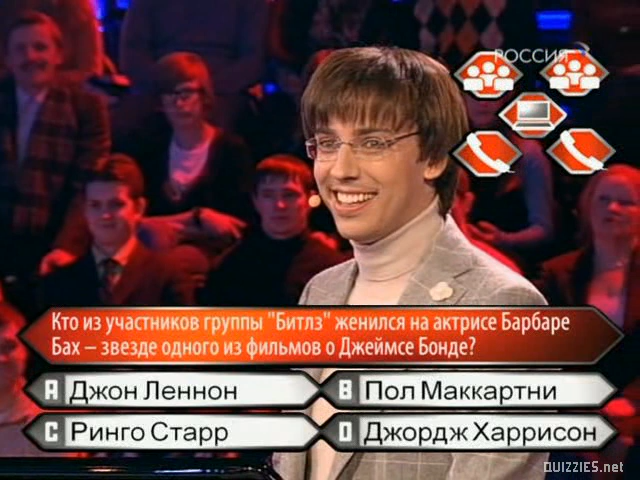 РОССИЯ
Кто из участников группы "Битлз" женился на актрисе Барбаре
Бах – звезде одного из фильмов о Джеймсе Бонде?
A Джон Леннон
B Пол Маккартни
C Ринго Старр
D Джордж Харрисон
QUIZZIES.net